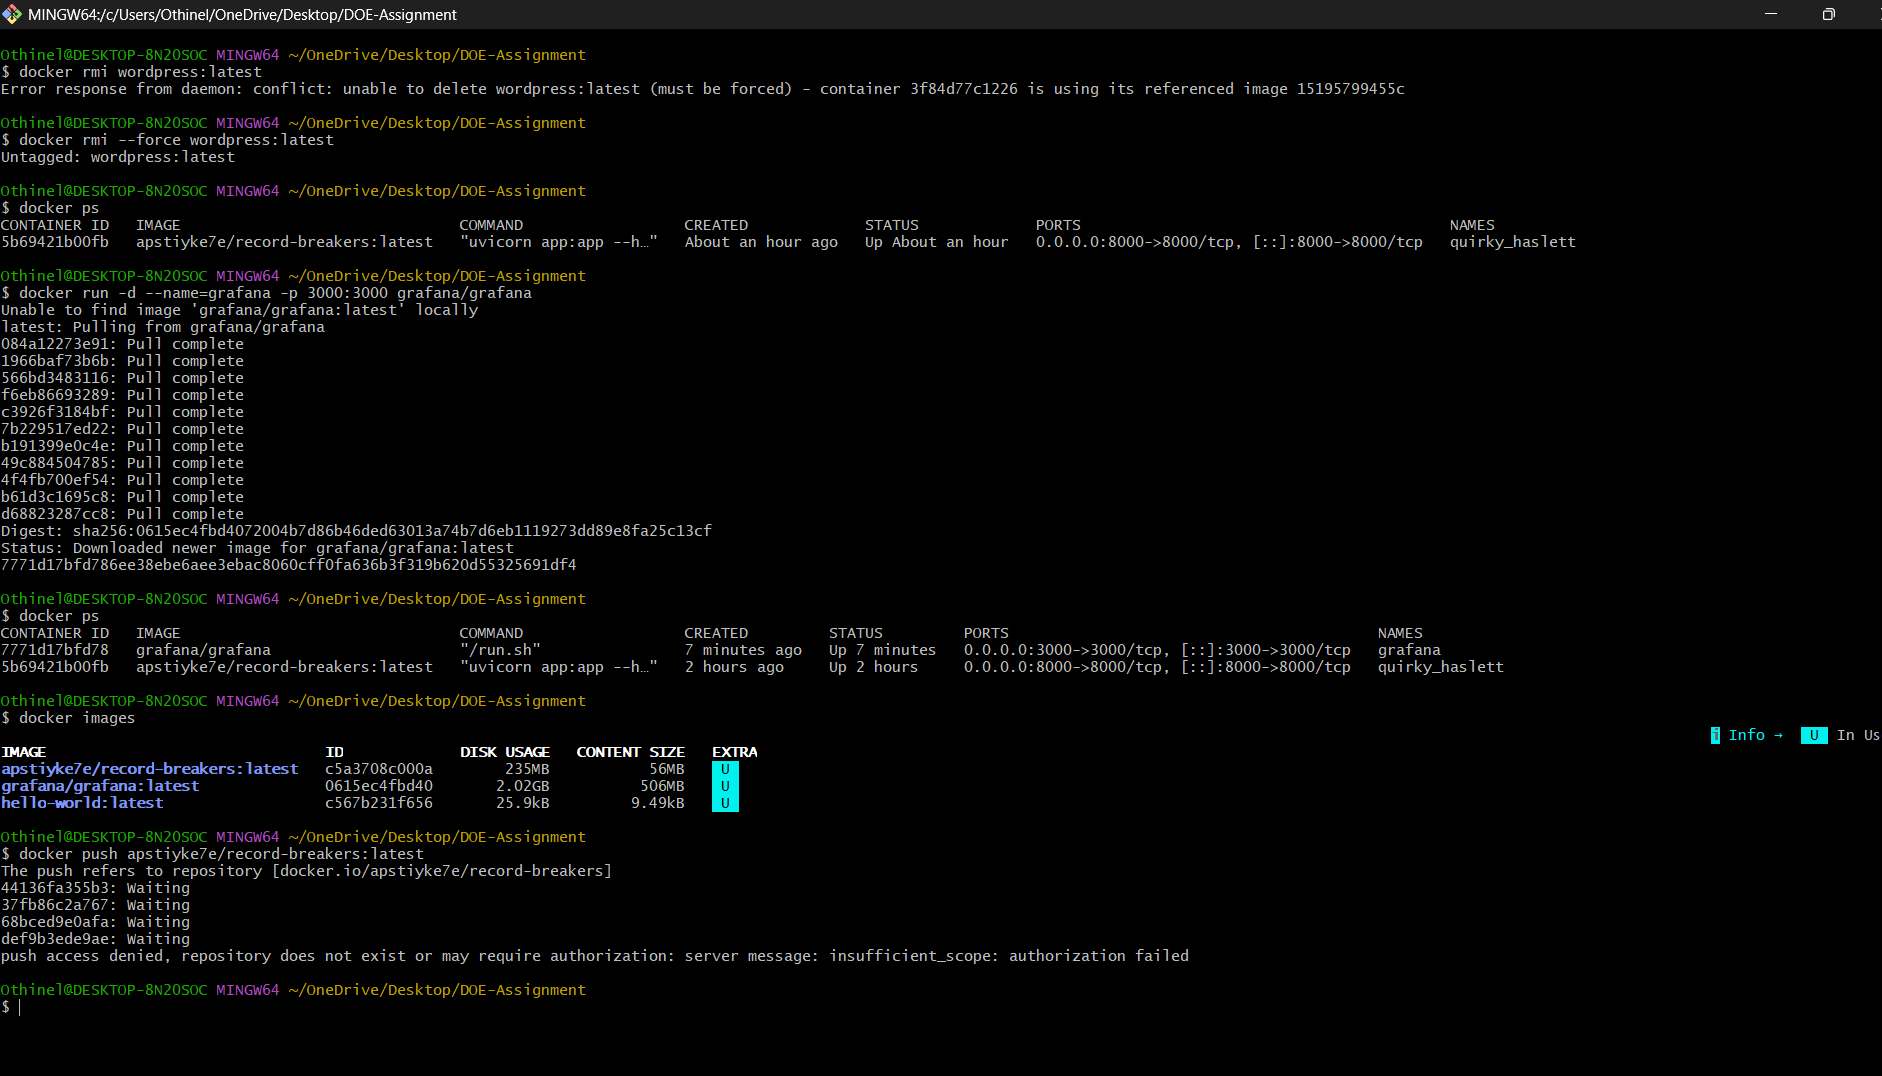 MINGW64:/c/Users/Othinel/OneDrive/Desktop/DOE-Assignment
Othinel@DESKTOP-8N2OSOC MINGW64 ~/OneDrive/Desktop/DOE-Assignment
$ docker rmi wordpress:latest
Error response from daemon: conflict: unable to delete wordpress:latest (must be forced) - container 3f84d77c1226 is using its referenced image 15195799455c
Othinel@DESKTOP-8N2OSOC MINGW64 ~/OneDrive/Desktop/DOE-Assignment
$ docker rmi --force wordpress:latest
Untagged: wordpress:latest
Othinel@DESKTOP-8N2OSOC MINGW64 ~/OneDrive/Desktop/DOE-Assignment
$ docker ps
CONTAINER ID   IMAGE                              COMMAND                  CREATED             STATUS             PORTS                                         NAMES
5b69421b00fb   apstiyke7e/record-breakers:latest   "uvicorn app:app --h…"   About an hour ago   Up About an hour   0.0.0.0:8000->8000/tcp, [::]:8000->8000/tcp   quirky_haslett
Othinel@DESKTOP-8N2OSOC MINGW64 ~/OneDrive/Desktop/DOE-Assignment
$ docker run -d --name=grafana -p 3000:3000 grafana/grafana
Unable to find image 'grafana/grafana:latest' locally
latest: Pulling from grafana/grafana
084a12273e91: Pull complete
1966baf73b6b: Pull complete
566bd3483116: Pull complete
f6eb86693289: Pull complete
c3926f3184bf: Pull complete
7b229517ed22: Pull complete
b191399e0c4e: Pull complete
49c884504785: Pull complete
4f4fb700ef54: Pull complete
b61d3c1695c8: Pull complete
d68823287cc8: Pull complete
Digest: sha256:0615ec4fbd4072004b7d86b46ded63013a74b7d6eb1119273dd89e8fa25c13cf
Status: Downloaded newer image for grafana/grafana:latest
7771d17bfd786ee38ebe6aee3ebac8060cff0fa636b3f319b620d55325691df4
Othinel@DESKTOP-8N2OSOC MINGW64 ~/OneDrive/Desktop/DOE-Assignment
$ docker ps
CONTAINER ID   IMAGE                              COMMAND                  CREATED         STATUS         PORTS                                         NAMES
7771d17bfd78   grafana/grafana                     "/run.sh"                7 minutes ago   Up 7 minutes   0.0.0.0:3000->3000/tcp, [::]:3000->3000/tcp   grafana
5b69421b00fb   apstiyke7e/record-breakers:latest   "uvicorn app:app --h…"   2 hours ago     Up 2 hours     0.0.0.0:8000->8000/tcp, [::]:8000->8000/tcp   quirky_haslett
Othinel@DESKTOP-8N2OSOC MINGW64 ~/OneDrive/Desktop/DOE-Assignment
$ docker images
i Info →   U  In Us
IMAGE                               ID             DISK USAGE   CONTENT SIZE   EXTRA
apstiyke7e/record-breakers:latest   c5a3708c000a        235MB           56MB    U
grafana/grafana:latest              0615ec4fbd40       2.02GB          506MB    U
hello-world:latest                  c567b231f656       25.9kB         9.49kB    U
Othinel@DESKTOP-8N2OSOC MINGW64 ~/OneDrive/Desktop/DOE-Assignment
$ docker push apstiyke7e/record-breakers:latest
The push refers to repository [docker.io/apstiyke7e/record-breakers]
44136fa355b3: Waiting
37fb86c2a767: Waiting
68bced9e0afa: Waiting
def9b3ede9ae: Waiting
push access denied, repository does not exist or may require authorization: server message: insufficient_scope: authorization failed
Othinel@DESKTOP-8N2OSOC MINGW64 ~/OneDrive/Desktop/DOE-Assignment
$